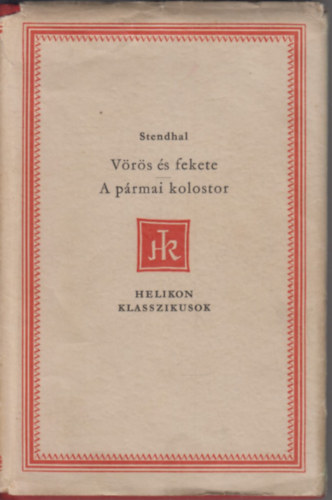 Stendhal
Vörös és fekete
A pármai kolostor
HK
HELIKON
KLASSZIKUSOK